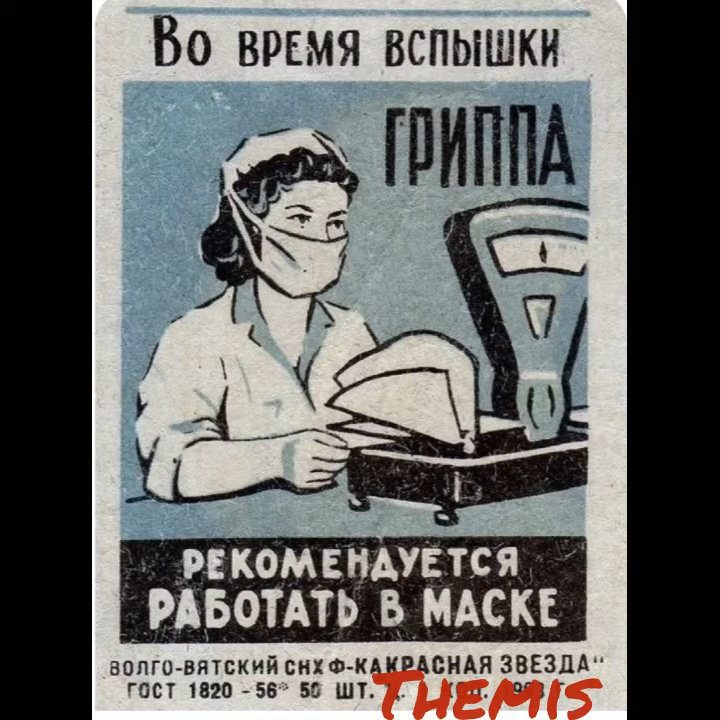 Во время вспышки
ГРИППА
РЕКОМЕНДУЕТСЯ
РАБОТАТЬ В МАСКЕ
ВОЛГО-ВЯТСКИЙ СНХ Ф-КА КРАСНАЯ ЗВЕЗДА"
ГОСТ 1820 - 56* 50 ШТ.
THEMIS